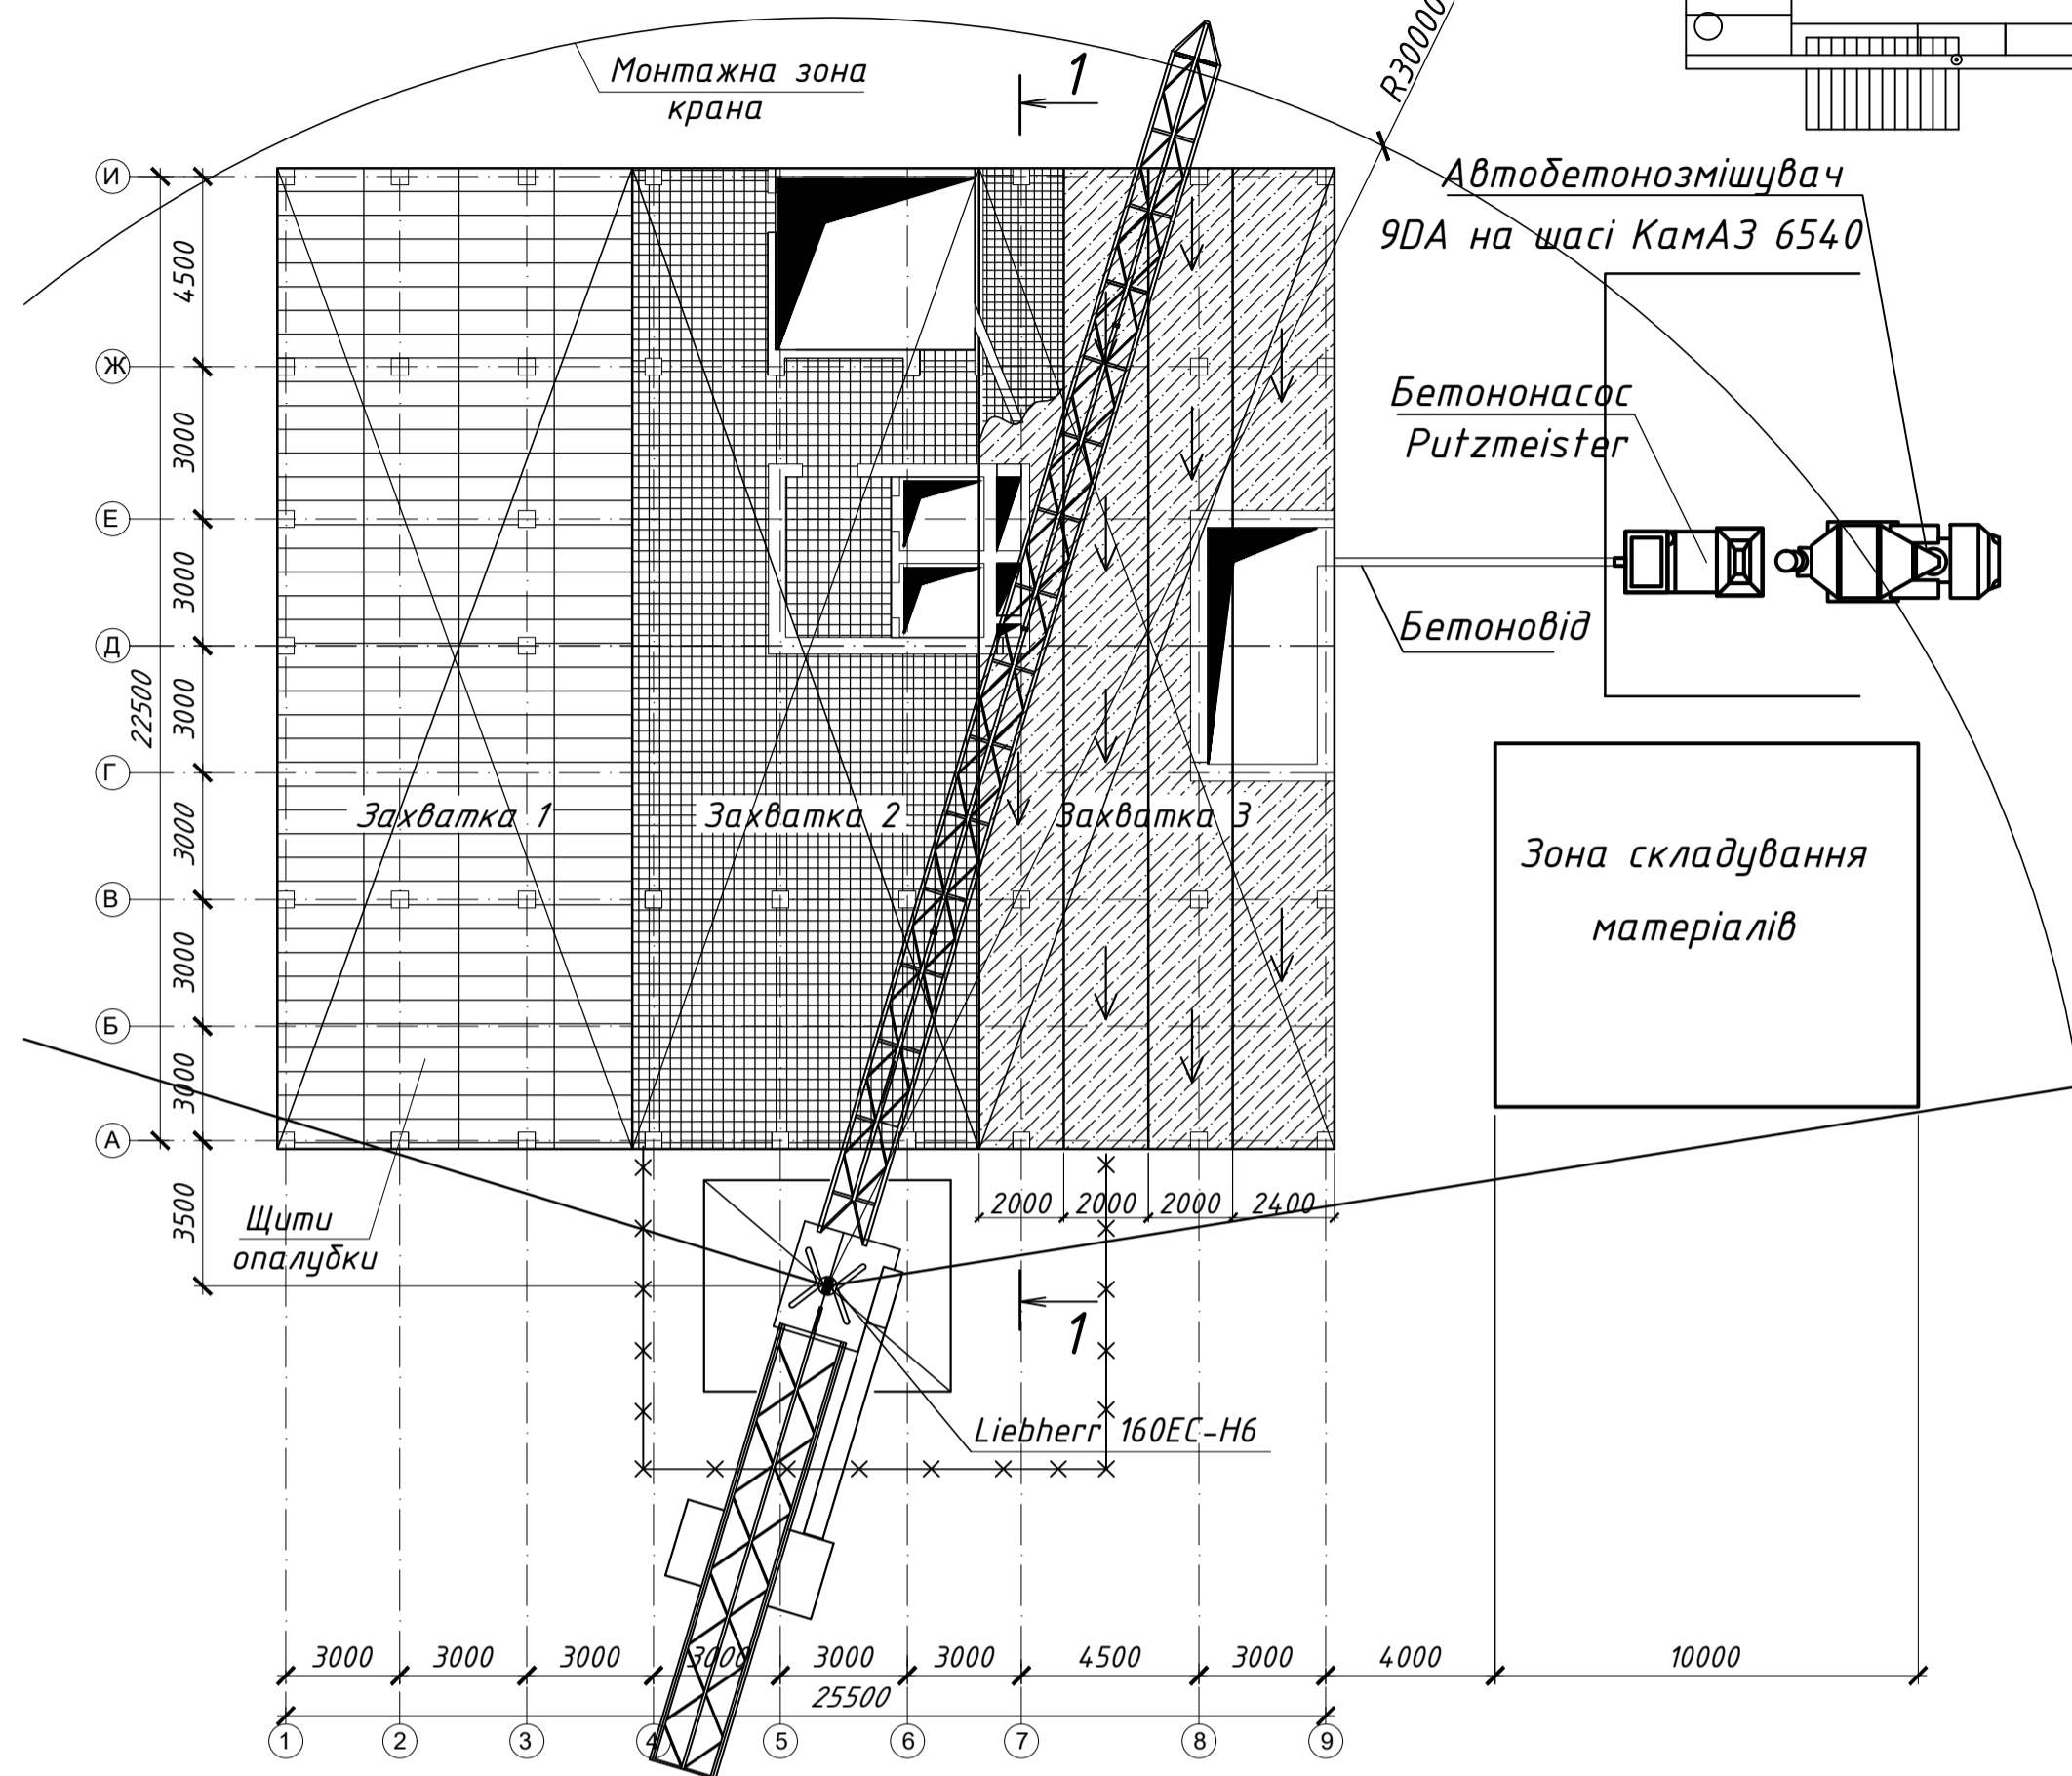 Монтажна зона
крана
1
R30000
Автобетонозмішувач
9DA на шасі КамАЗ 6540
Бетононасос
Putzmeister
Бетоновід
И
Ж
Е
Д
Г
В
Б
А
4500
3000
3000
3000
3000
3000
3000
3500
22500
Захватка 1
Захватка 2
Захватка 3
Зона складування
матеріалів
Щити
опалубки
2000
2000
2000
2400
1
Liebherr 160EC-H6
3000
3000
3000
3000
3000
3000
4500
3000
4000
10000
25500
1
2
3
4
5
6
7
8
9